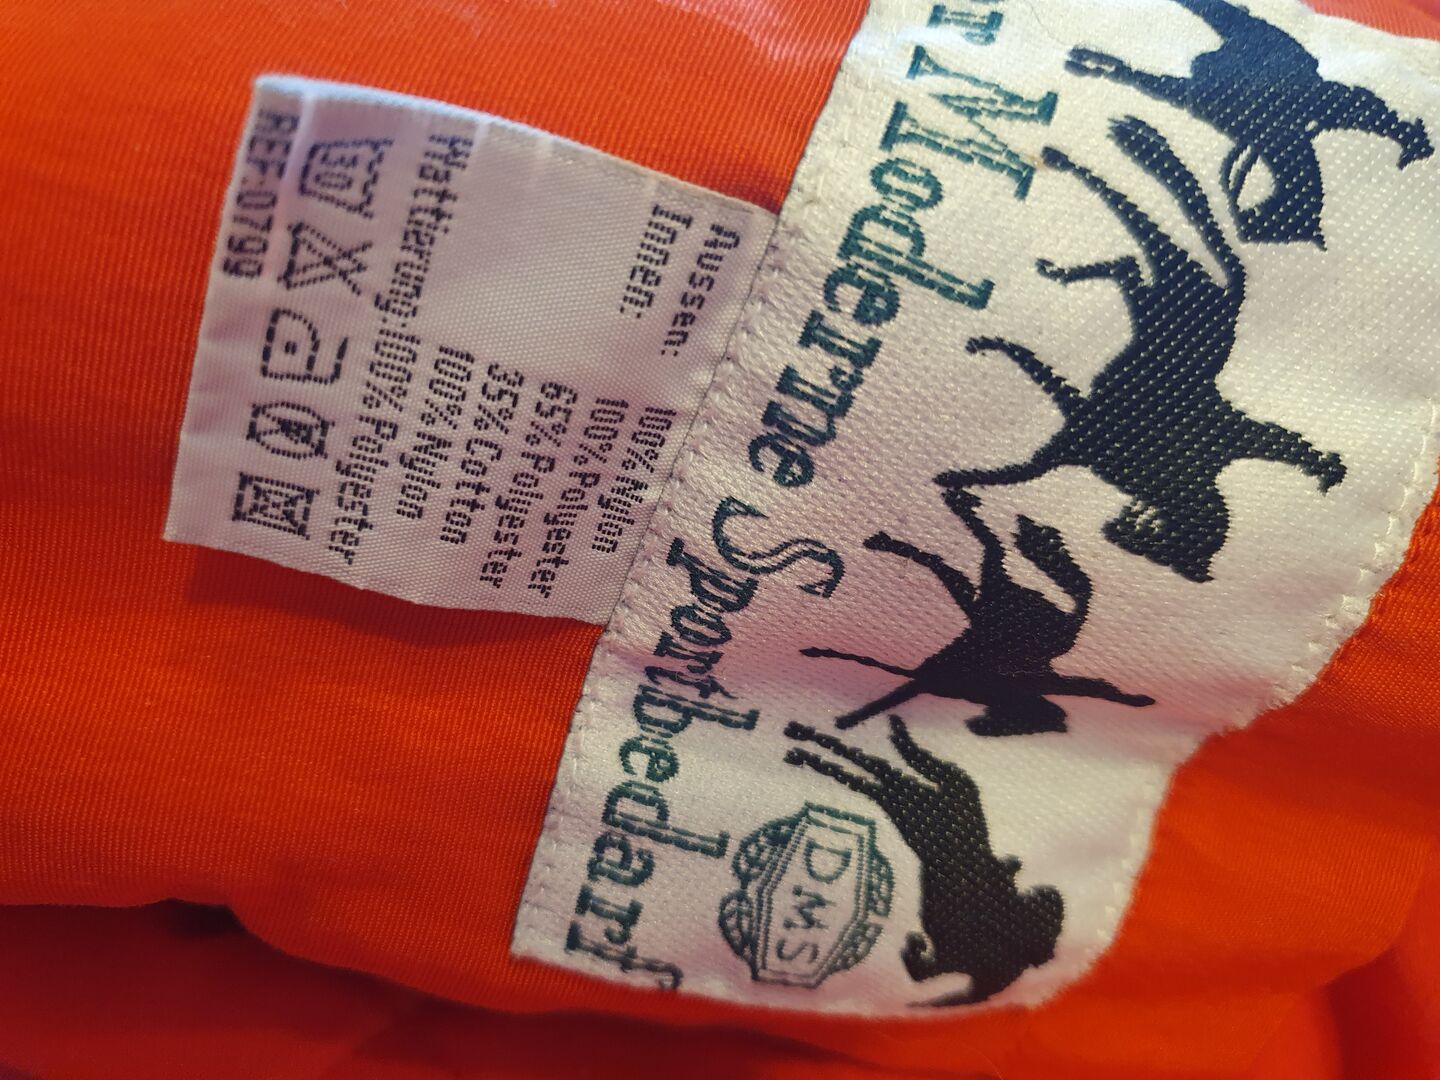 r Moderne Sportbedarf
DMS
Aussen: 100% Nylon
Innen: 100% Polyester
65% Polyester
35% Cotton
100% Nylon
Wattierung:100% Polyester
30
REF:0799